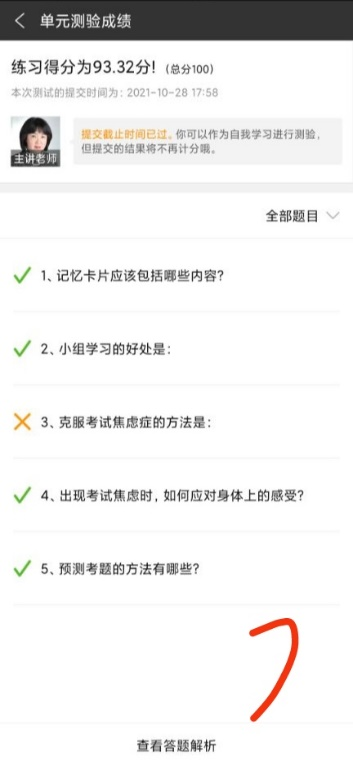 单元测验成绩
练习得分为93.32分! (总分100)
本次测试的提交时间为: 2021-10-28 17:58
提交截止时间已过。你可以作为自我学习进行测验,
但提交的结果将不再计分哦。
主讲老师
全部题目
1、记忆卡片应该包括哪些内容?
2、小组学习的好处是:
3、克服考试焦虑症的方法是:
4、出现考试焦虑时, 如何应对身体上的感受?
5、预测考题的方法有哪些?
查看答题解析